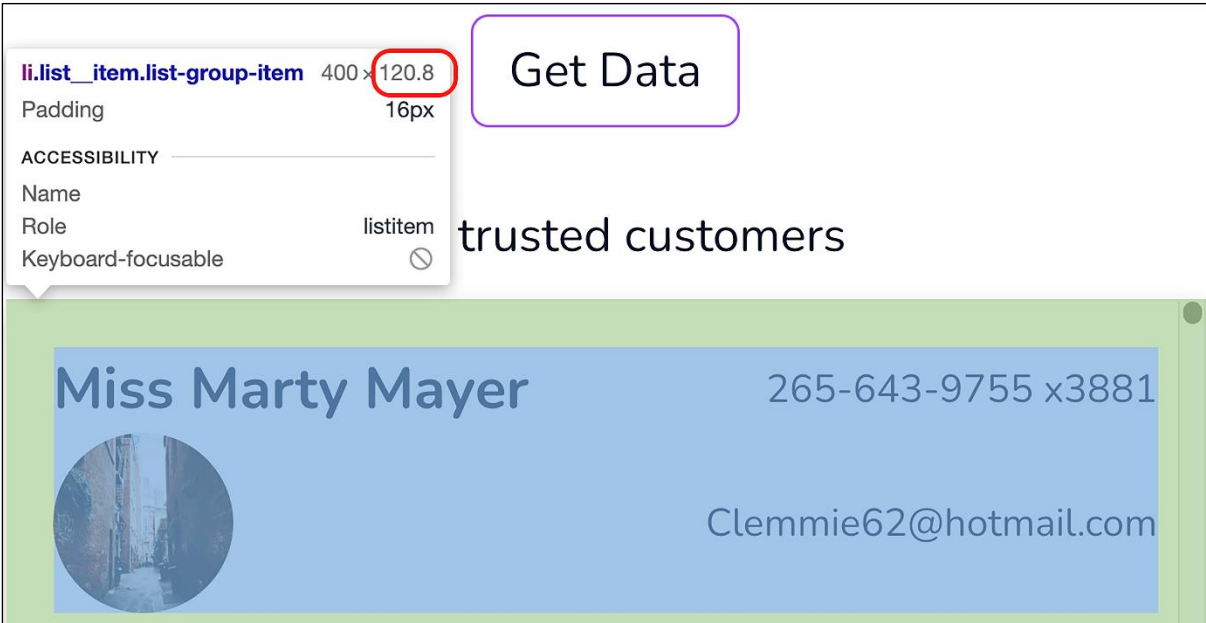 li.list__item.list-group-item 400 × 120.8
Padding 16px
ACCESSIBILITY
Name
Role listitem
Keyboard-focusable
Get Data
trusted customers
Miss Marty Mayer 265-643-9755 x3881
Clemmie62@hotmail.com